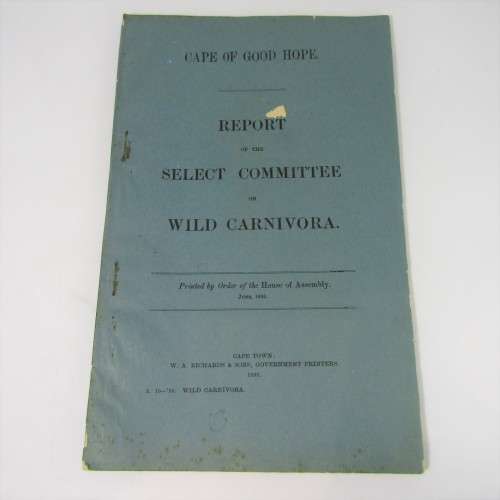 CAPE OF GOOD HOPE.
REPORT
OF THE
SELECT COMMITTEE
ON
WILD CARNIVORA.
Printed by Order of the House of Assembly.
CAPE TOWN:
W. A. RICHARDS & SONS, GOVERNMENT PRINTERS.
WILD CARNIVORA.